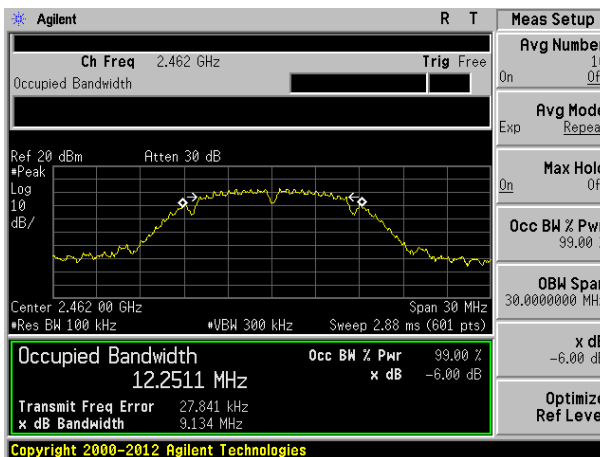 Agilent R T
Ch Freq 2.462 GHz Trig Free
Occupied Bandwidth
Ref 20 dBm Atten 30 dB
#Peak
Log
10
dB/
Center 2.462 00 GHz Span 30 MHz
#Res BW 100 kHz #VBW 300 kHz Sweep 2.88 ms (601 pts)
Occupied Bandwidth Occ BW % Pwr 99.00 %
12.2511 MHz x dB -6.00 dB
Transmit Freq Error 27.841 kHz
x dB Bandwidth 9.134 MHz
Copyright 2000-2012 Agilent Technologies
Meas Setup
Avg Number
On
Avg Mode
Exp Repea
Max Hold
On Of
Occ BW % Pwr
99.00
OBW Span
30.0000000 MH
x dB
-6.00 dB
Optimize
Ref Leve